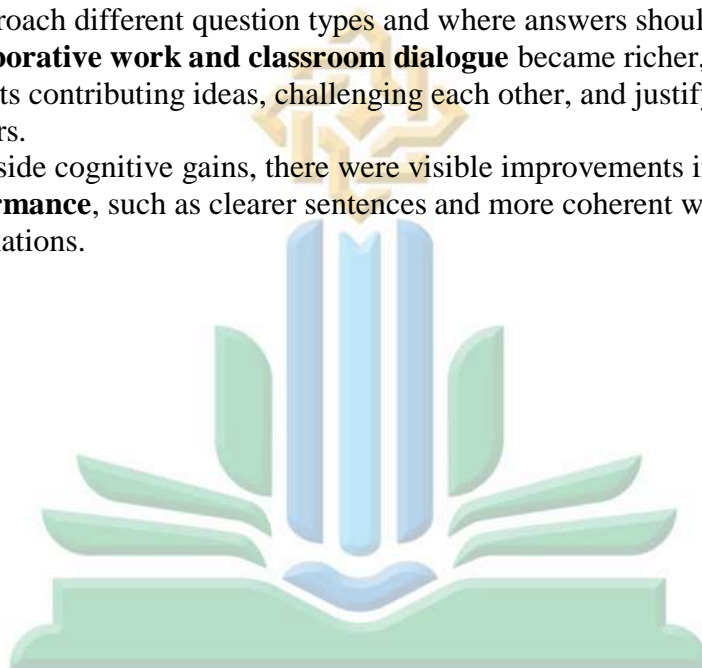 roach different question types and where answers shoul
porative work and classroom dialogue became richer,
ts contributing ideas, challenging each other, and justify
rs.
side cognitive gains, there were visible improvements i
rmance, such as clearer sentences and more coherent w
ations.